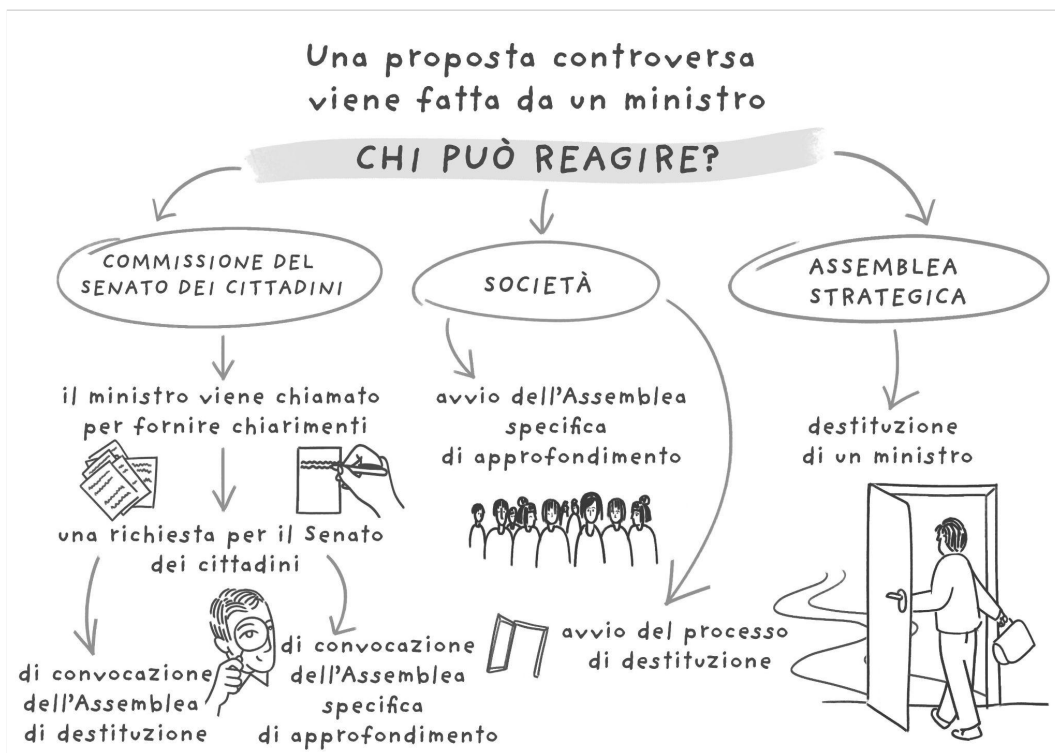 Una proposta controversa
viene fatta da un ministro
CHI PUÒ REAGIRE?
COMMISSIONE DEL
SENATO DEI CITTADINI
il ministro viene chiamato
per fornire chiarimenti
una richiesta per il Senato
dei cittadini
di convocazione
dell'Assemblea
di destituzione
di convocazione
dell'Assemblea
specifica
di approfondimento
SOCIETÀ
avvio dell'Assemblea
specifica
di approfondimento
avvio del processo
di destituzione
ASSEMBLEA
STRATEGICA
destituzione
di un ministro